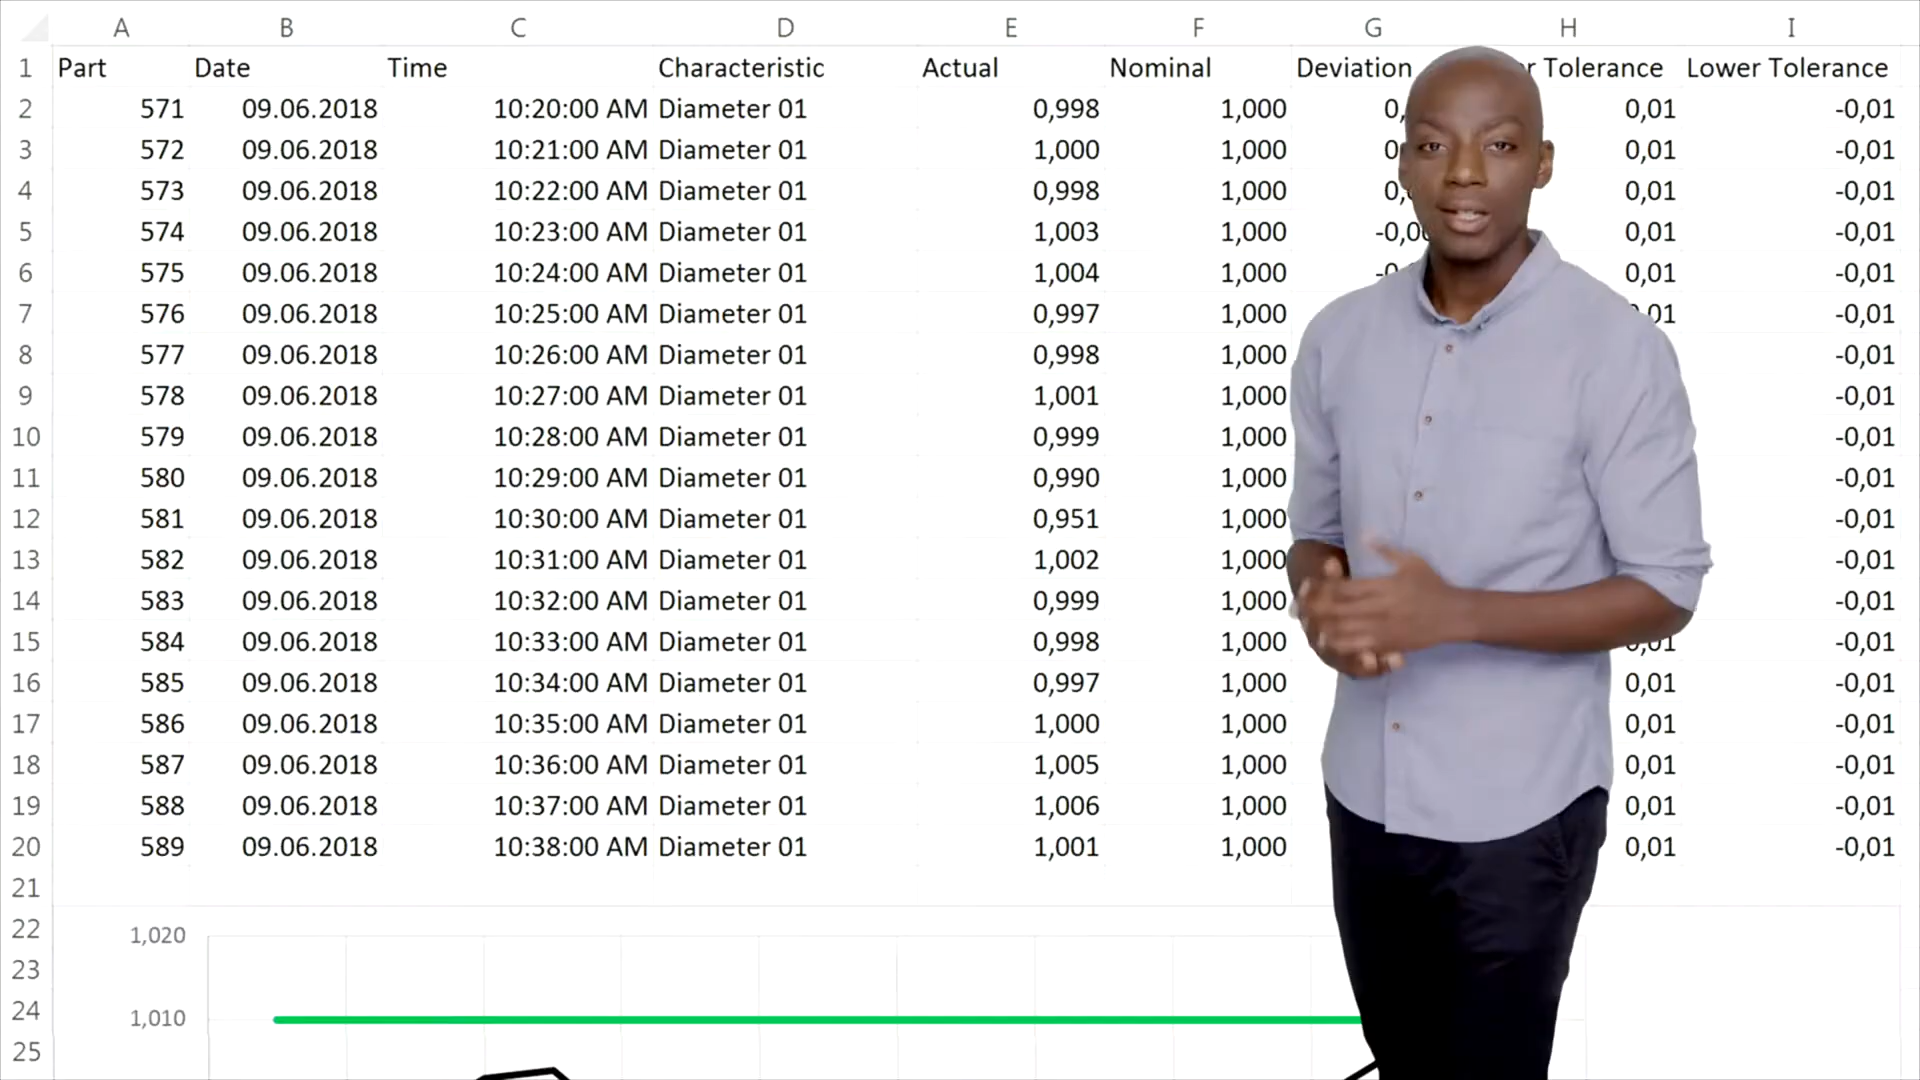 A B C D E F G H I
1 Part Date Time Characteristic Actual Nominal Deviation Tolerance Lower Tolerance
2 571 09.06.2018 10:20:00 AM Diameter 01 0,998 1,000 0,01 -0,01
3 572 09.06.2018 10:21:00 AM Diameter 01 1,000 1,000 0,01 -0,01
4 573 09.06.2018 10:22:00 AM Diameter 01 0,998 1,000 0,01 -0,01
5 574 09.06.2018 10:23:00 AM Diameter 01 1,003 1,000 0,01 -0,01
6 575 09.06.2018 10:24:00 AM Diameter 01 1,004 1,000 0,01 -0,01
7 576 09.06.2018 10:25:00 AM Diameter 01 0,997 1,000 -0,01
8 577 09.06.2018 10:26:00 AM Diameter 01 0,998 1,000 -0,01
9 578 09.06.2018 10:27:00 AM Diameter 01 1,001 1,000 -0,01
10 579 09.06.2018 10:28:00 AM Diameter 01 0,999 1,000 -0,01
11 580 09.06.2018 10:29:00 AM Diameter 01 0,990 1,000 -0,01
12 581 09.06.2018 10:30:00 AM Diameter 01 0,951 1,000 -0,01
13 582 09.06.2018 10:31:00 AM Diameter 01 1,002 1,000 -0,01
14 583 09.06.2018 10:32:00 AM Diameter 01 0,999 1,000 -0,01
15 584 09.06.2018 10:33:00 AM Diameter 01 0,998 1,000 -0,01
16 585 09.06.2018 10:34:00 AM Diameter 01 0,997 1,000 0,01 -0,01
17 586 09.06.2018 10:35:00 AM Diameter 01 1,000 1,000 0,01 -0,01
18 587 09.06.2018 10:36:00 AM Diameter 01 1,005 1,000 0,01 -0,01
19 588 09.06.2018 10:37:00 AM Diameter 01 1,006 1,000 0,01 -0,01
20 589 09.06.2018 10:38:00 AM Diameter 01 1,001 1,000 0,01 -0,01
21
22 1,020
23
24 1,010
25